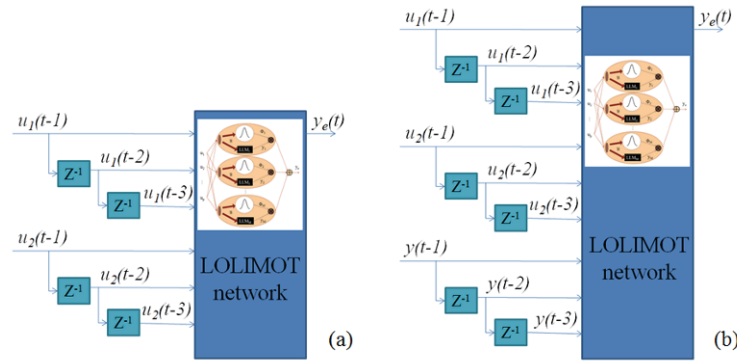 u1(t-1)
u1(t-2)
Z-1
u1(t-3)
Z-1
u2(t-1)
u2(t-2)
Z-1
u2(t-3)
Z-1
ye(t)
LOLIMOT
network
(a)
u1(t-1)
u1(t-2)
Z-1
u1(t-3)
Z-1
u2(t-1)
u2(t-2)
Z-1
u2(t-3)
Z-1
y(t-1)
y(t-2)
Z-1
y(t-3)
Z-1
ye(t)
LOLIMOT
network
(b)